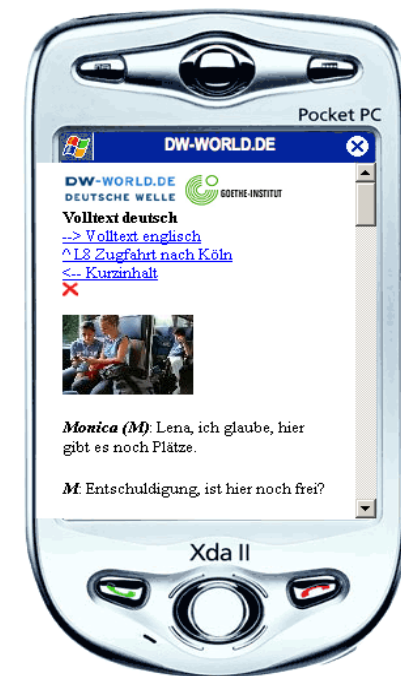 Pocket PC
DW-WORLD.DE
DW-WORLD.DE
DEUTSCHE WELLE
GOETHE-INSTITUT
Volltext deutsch
--> Volltext englisch
^ L8 Zugfahrt nach Köln
<-- Kurzinhalt
Monica (M): Lena, ich glaube, hier
gibt es noch Plätze.
M: Entschuldigung, ist hier noch frei?
Xda II